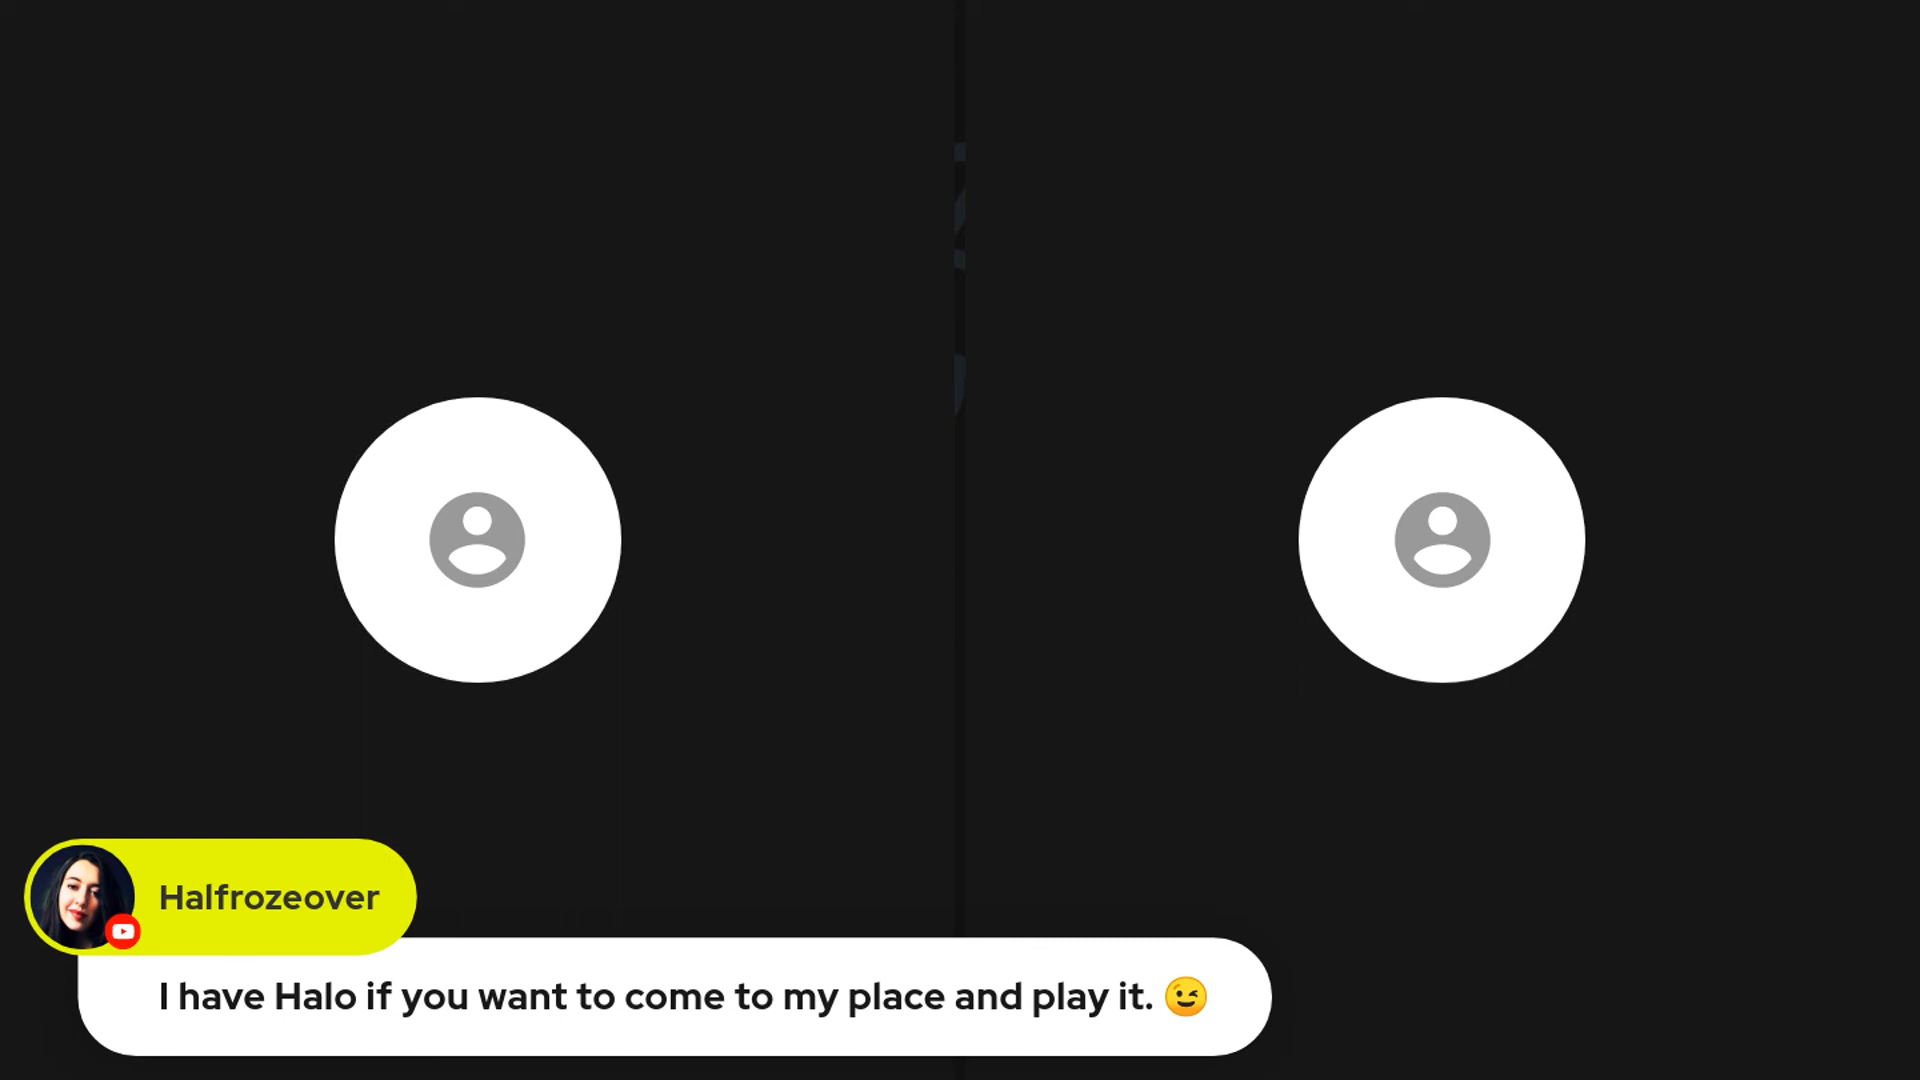 Halfrozeover
I have Halo if you want to come to my place and play it. 😉